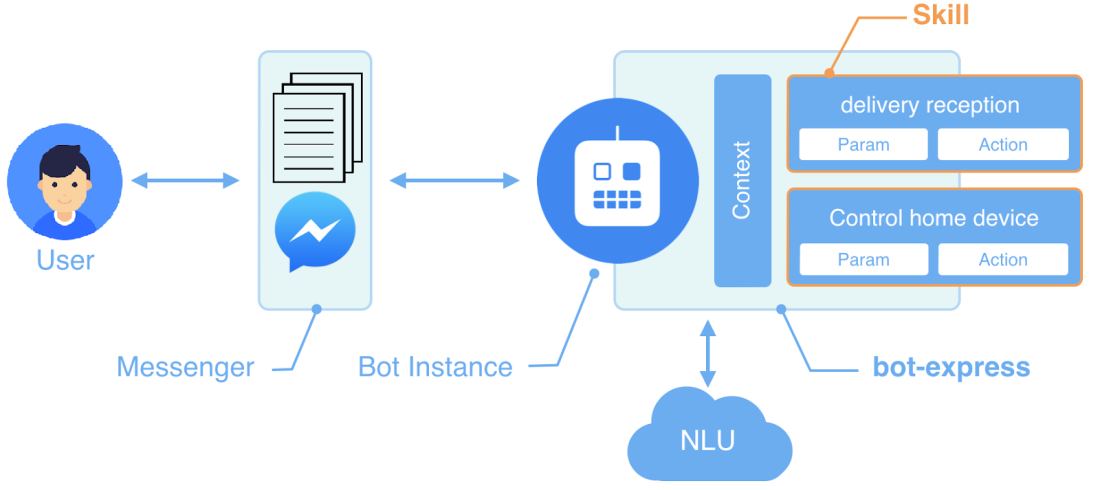 Skill
delivery reception
Param
Action
Context
Control home device
Param
Action
User
Messenger
Bot Instance
bot-express
NLU